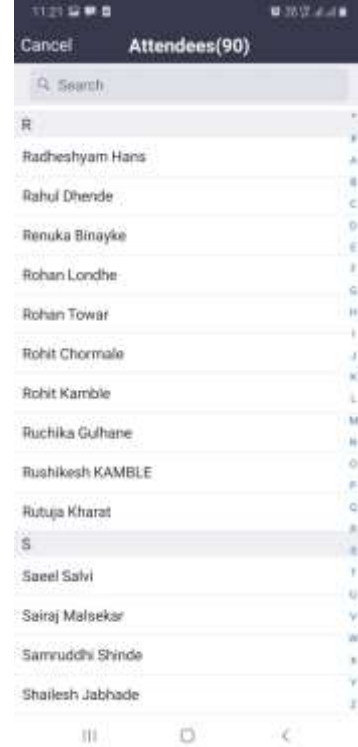 11:21
Cancel Attendees(90)
Search
R
Radheshyam Hans
Rahul Dhende
Renuka Binayke
Rohan Londhe
Rohan Towar
Rohit Chormale
Rohit Kamble
Ruchika Gulhane
Rushikesh KAMBLE
Rutuja Kharat
S
Saeel Salvi
Sairaj Malsekar
Samruddhi Shinde
Shailesh Jabhade
A
B
C
D
E
F
G
H
I
J
K
L
M
N
O
P
Q
R
S
T
U
V
W
X
Y
Z